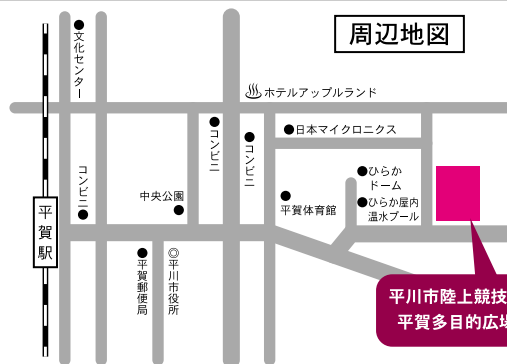 周辺地図
文化センター
ホテルアップルランド
コンビニ
コンビニ
日本マイクロニクス
コンビニ
中央公園
平賀体育館
ひらか
ドーム
ひらか屋内
温水プール
平賀駅
平賀郵便局
平川市役所
平川市陸上競技
平賀多目的広場